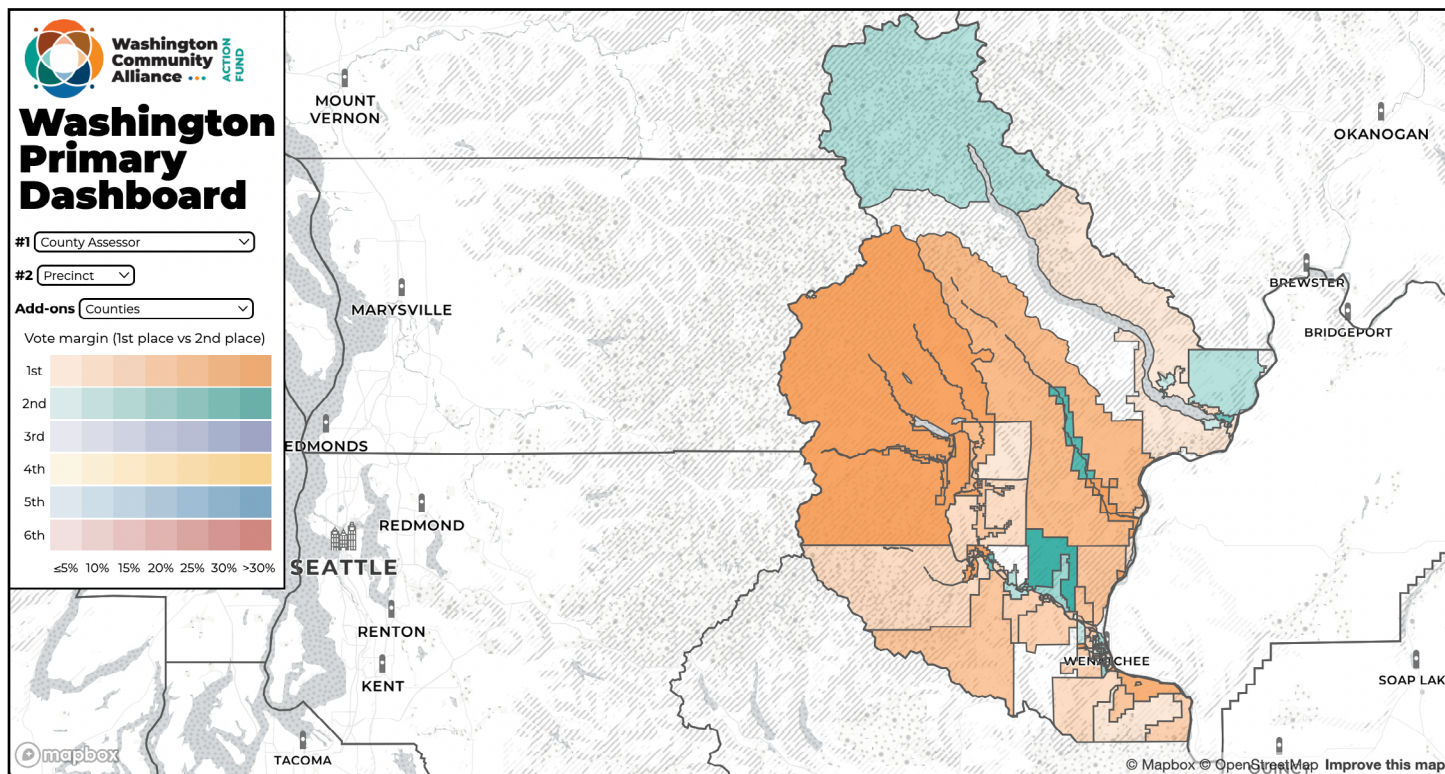 Washington
Community
Alliance
ACTION
FUND
Washington
Primary
Dashboard
#1 County Assessor
#2 Precinct
Add-ons Counties
Vote margin (1st place vs 2nd place)
1st
2nd
3rd
4th
5th
6th
≤5% 10% 15% 20% 25% 30% >30%
MOUNT
VERNON
OKANOGAN
BREWSTER
BRIDGEPORT
MARYSVILLE
EDMONDS
REDMOND
SEATTLE
RENTON
WENATCHEE
KENT
SOAP LAK
TACOMA
mapbox
© Mapbox © OpenStreetMap Improve this map